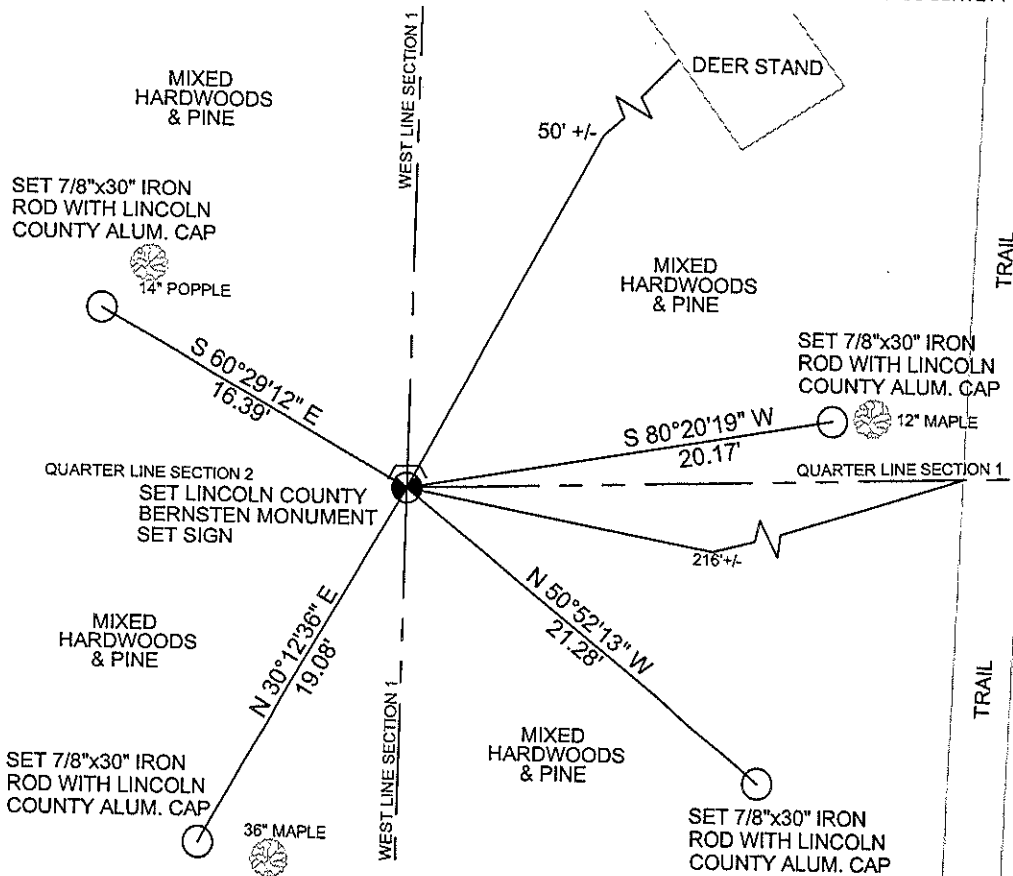 WEST LINE SECTION 1
DEER STAND
MIXED
HARDWOODS
& PINE
50' +/-
SET 7/8"x30" IRON
ROD WITH LINCOLN
COUNTY ALUM. CAP
14" POPPLE
MIXED
HARDWOODS
& PINE
TRAIL
S 60°29'12" E
16.39'
SET 7/8"x30" IRON
ROD WITH LINCOLN
COUNTY ALUM. CAP
12" MAPLE
S 80°20'19" W
20.17'
QUARTER LINE SECTION 2
QUARTER LINE SECTION 1
SET LINCOLN COUNTY
BERNSTEN MONUMENT
SET SIGN
216'+/-
N 50°52'13" W
21.28'
N 30°12'36" E
19.08'
MIXED
HARDWOODS
& PINE
WEST LINE SECTION 1
TRAIL
MIXED
HARDWOODS
& PINE
SET 7/8"x30" IRON
ROD WITH LINCOLN
COUNTY ALUM. CAP
36" MAPLE
SET 7/8"x30" IRON
ROD WITH LINCOLN
COUNTY ALUM. CAP